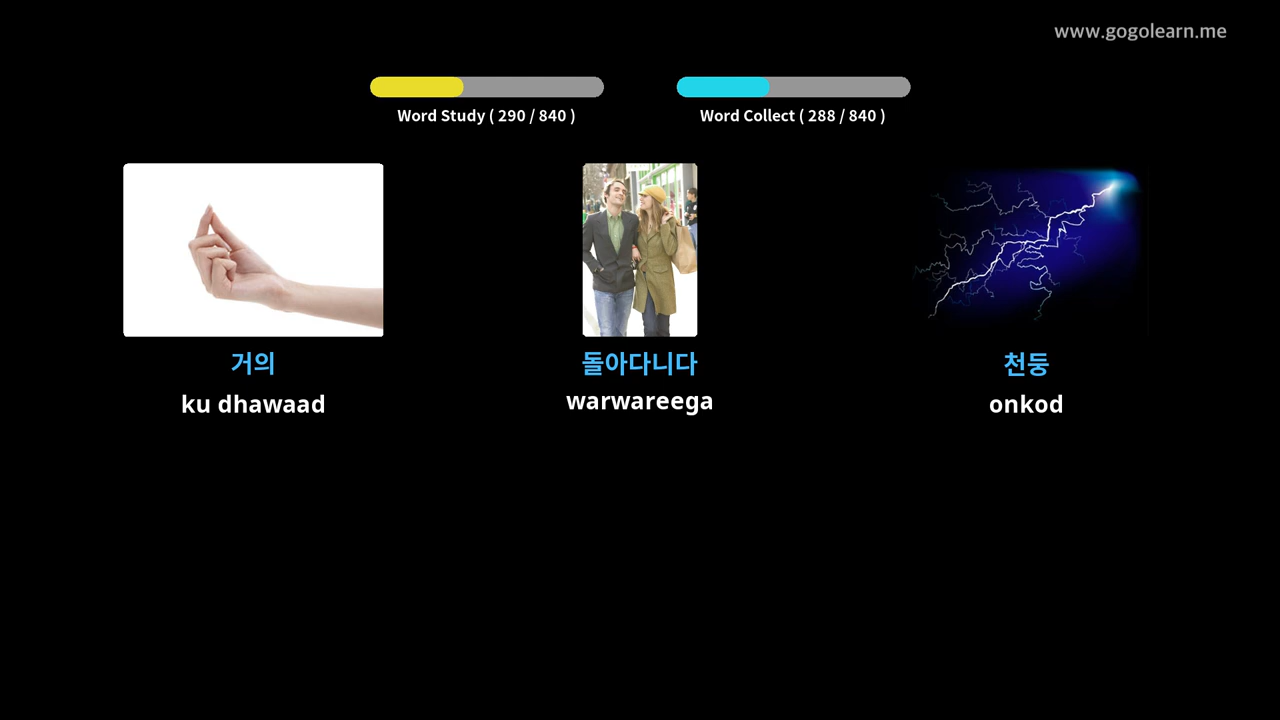 www.gogolearn.me
Word Study ( 290 / 840 )
Word Collect ( 288 / 840 )
거의
돌아다니다
천둥
ku dhawaad
warwareega
onkod